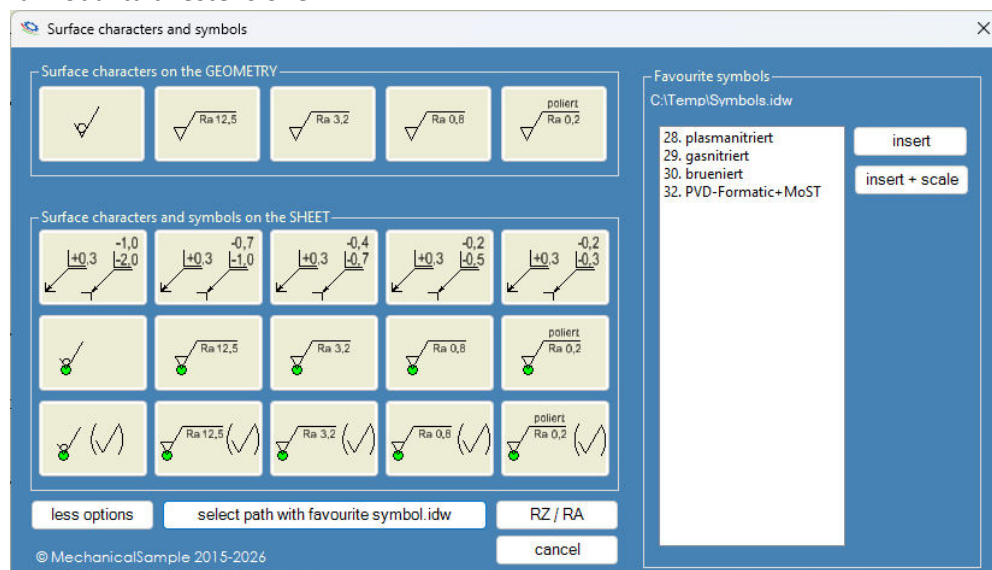 Surface characters and symbols
Surface characters on the GEOMETRY
Ra 12,5
Ra 3,2
Ra 0,8
poliert
Ra 0,2
Surface characters and symbols on the SHEET
+0,3 -1,0 -2,0
+0,3 -0,7 -1,0
+0,3 -0,4 -0,7
+0,3 -0,2 -0,5
+0,3 -0,2 -0,3
Ra 12,5
Ra 3,2
Ra 0,8
poliert
Ra 0,2
Ra 12,5
Ra 3,2
Ra 0,8
poliert
Ra 0,2
less options
select path with favourite symbol.idw
RZ / RA
cancel
© MechanicalSample 2015-2026
Favourite symbols
C:\Temp\Symbols.idw
28. plasmanitriert
29. gasnitriert
30. brueniert
32. PVD-Formatic+MoST
insert
insert + scale